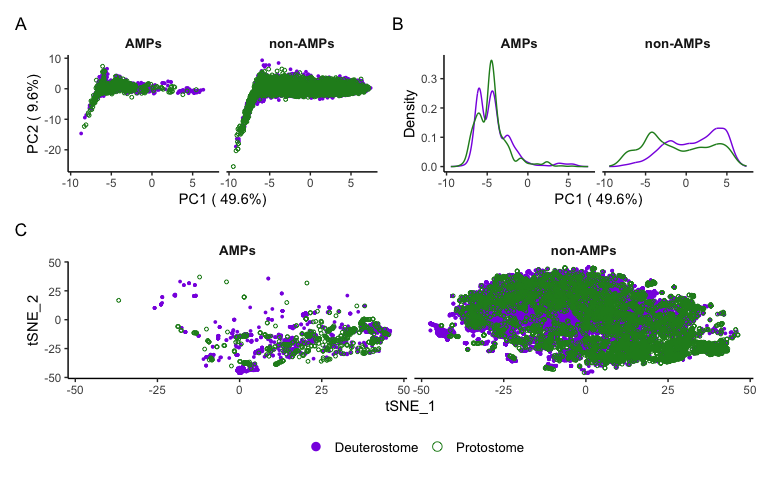 A
AMPs
non-AMPs
10
0
-10
-20
PC2 ( 9.6%)
-10
-5
0
5
-10
-5
0
5
PC1 ( 49.6%)
B
AMPs
non-AMPs
0.3
0.2
0.1
0.0
Density
-10
-5
0
5
-10
-5
0
5
PC1 ( 49.6%)
C
AMPs
non-AMPs
50
25
0
-25
-50
tSNE_2
-50
-25
0
25
50
-50
-25
0
25
50
tSNE_1
Deuterostome
Protostome